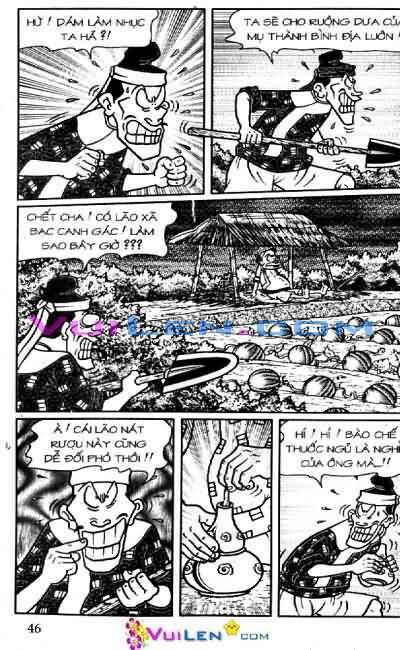 HỪ ! DÁM LÀM NHỤC
TA HẢ ?!
TA SẼ CHO RUỘNG DƯA CỦA
MỤ THÀNH BÌNH ĐỊA LUÔN !
CHẾT CHA ! CÓ LÃO XÃ
BẠC CANH GÁC ! LÀM
SAO BÂY GIỜ ???
VUILEN.COM
À ! CÁI LÃO NÁT
RƯỢU NÀY CŨNG
DỄ ĐỐI PHÓ THÔI !!
HỈ ! HỈ ! BÀO CHẾ
THUỐC NGỦ LÀ NGHỀ
CỦA ÔNG MÀ..!!
46
VUILEN COM